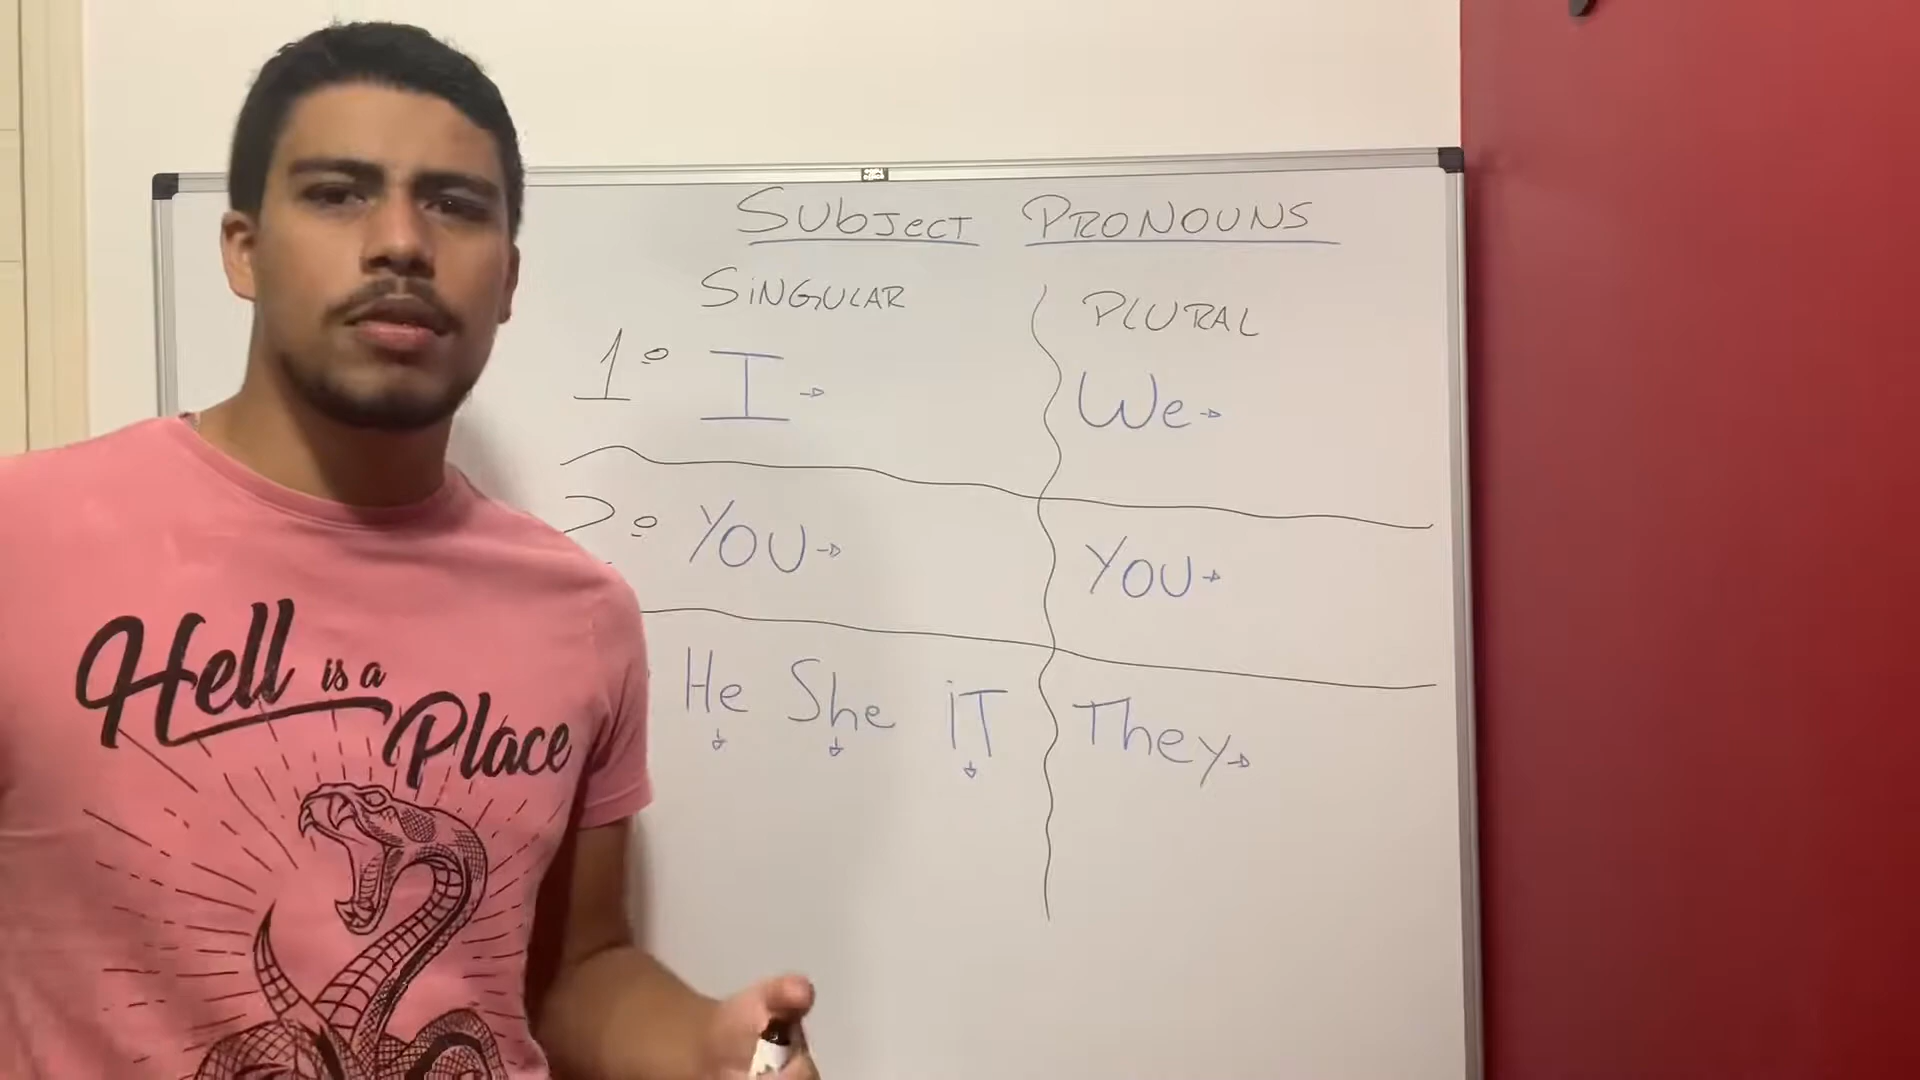 Subject PRONOUNS
SiNGULAR
PLURAL
1º I →
We →
2º YOU →
YOU →
He She iT
They →
Hell is a
Place